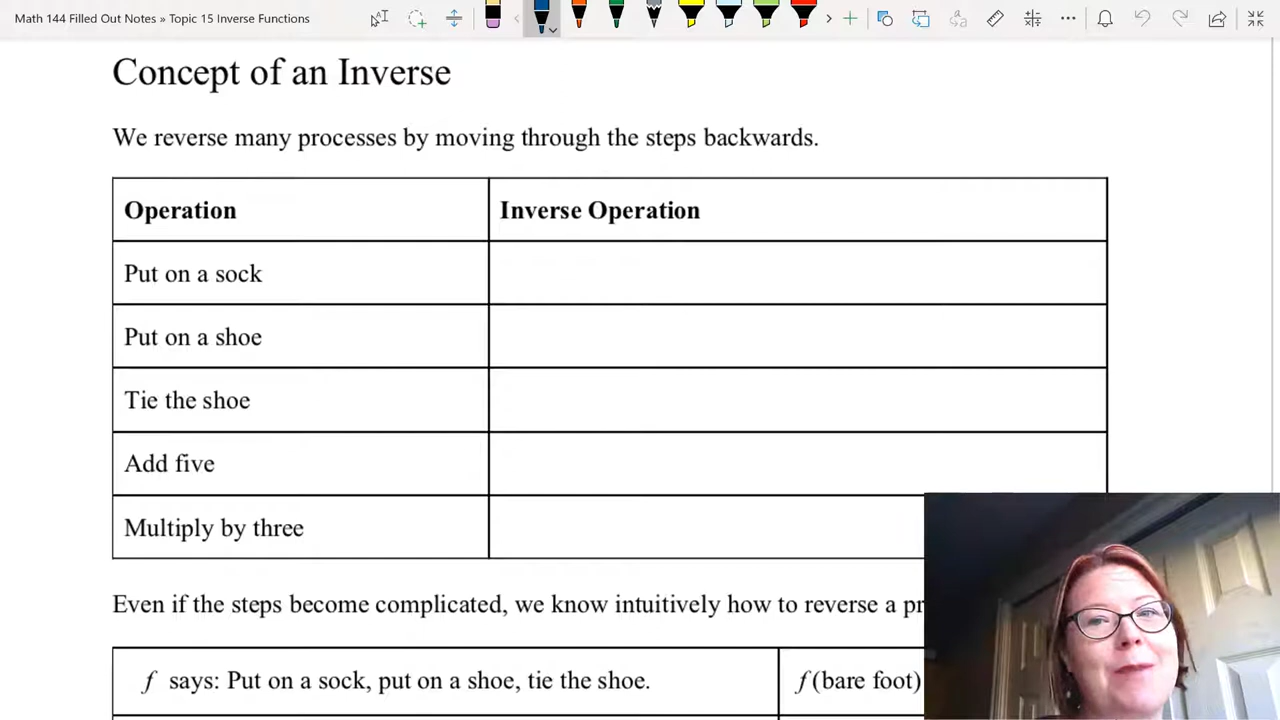 Math 144 Filled Out Notes » Topic 15 Inverse Functions
Concept of an Inverse
We reverse many processes by moving through the steps backwards.
Operation Inverse Operation
Put on a sock
Put on a shoe
Tie the shoe
Add five
Multiply by three
Even if the steps become complicated, we know intuitively how to reverse a pr
f says: Put on a sock, put on a shoe, tie the shoe. f(bare foot)